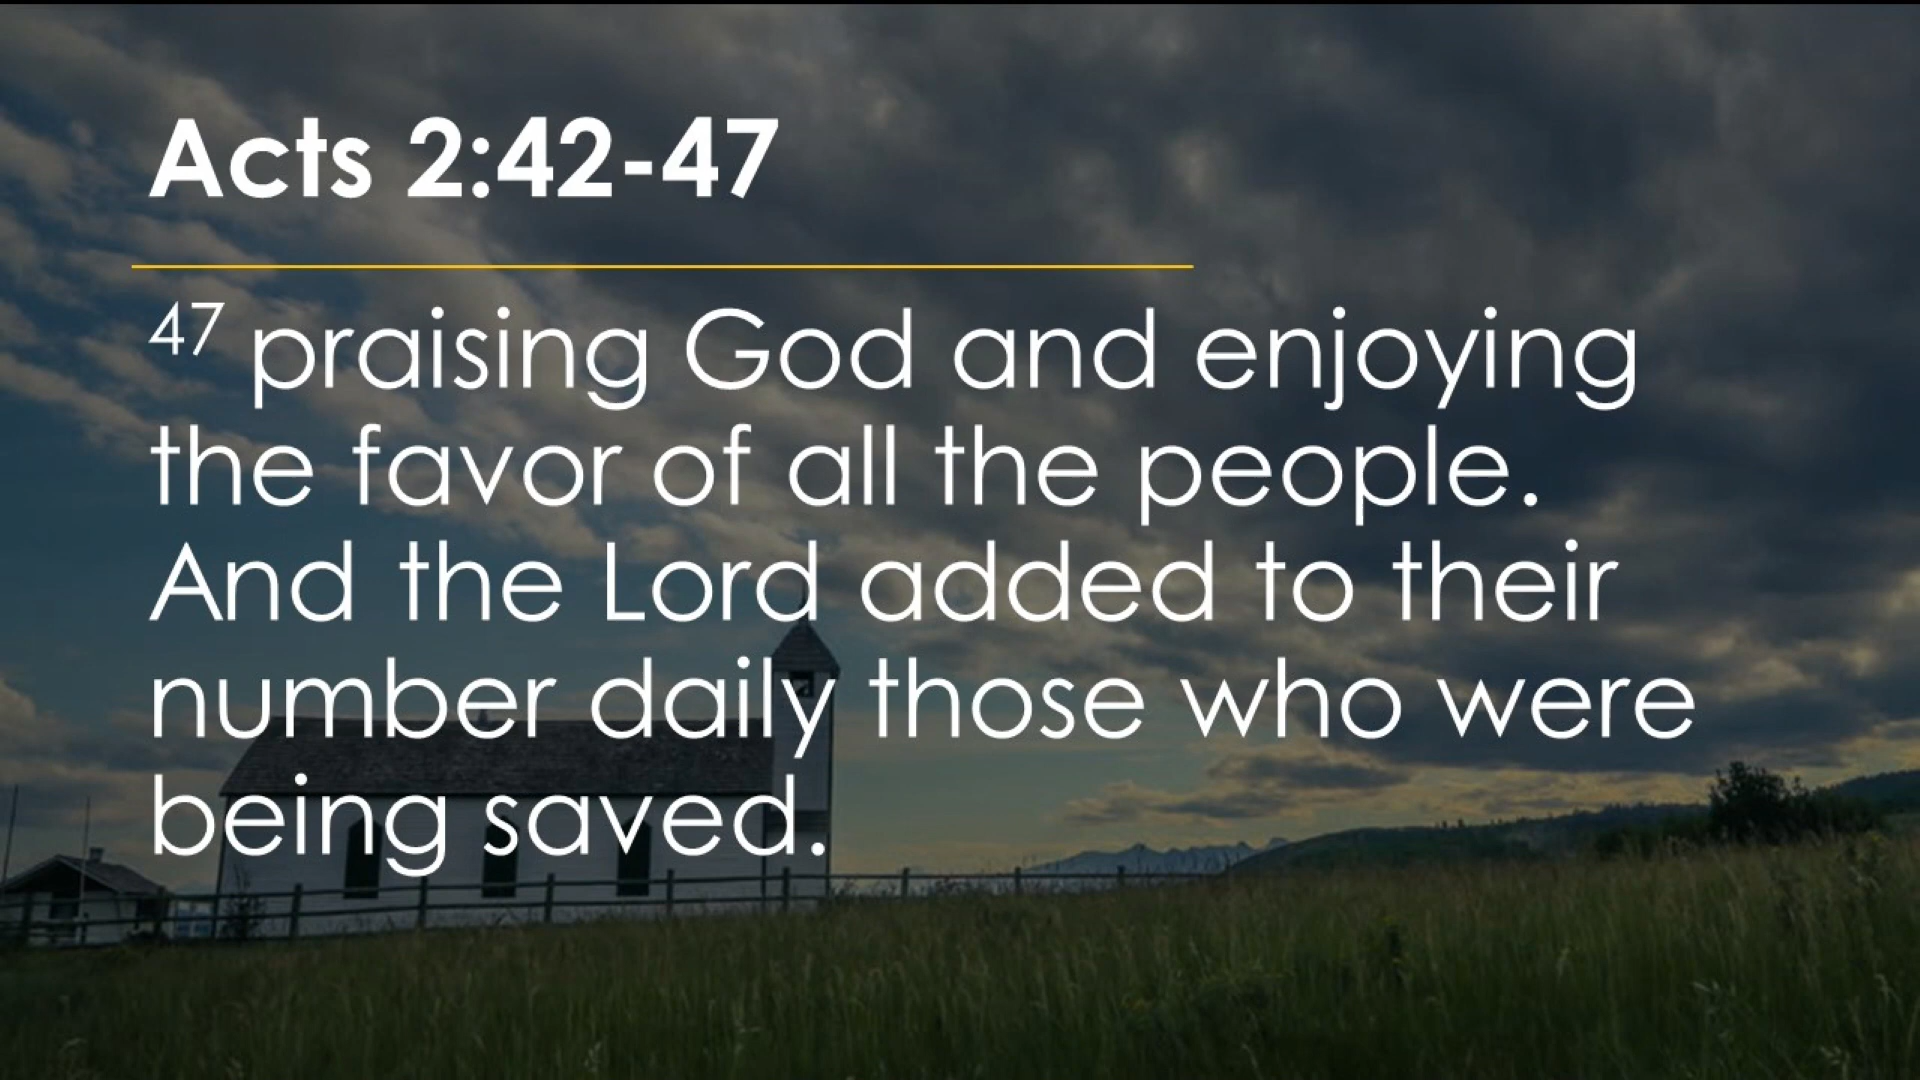 Acts 2:42-47
47 praising God and enjoying
the favor of all the people.
And the Lord added to their
number daily those who were
being saved.